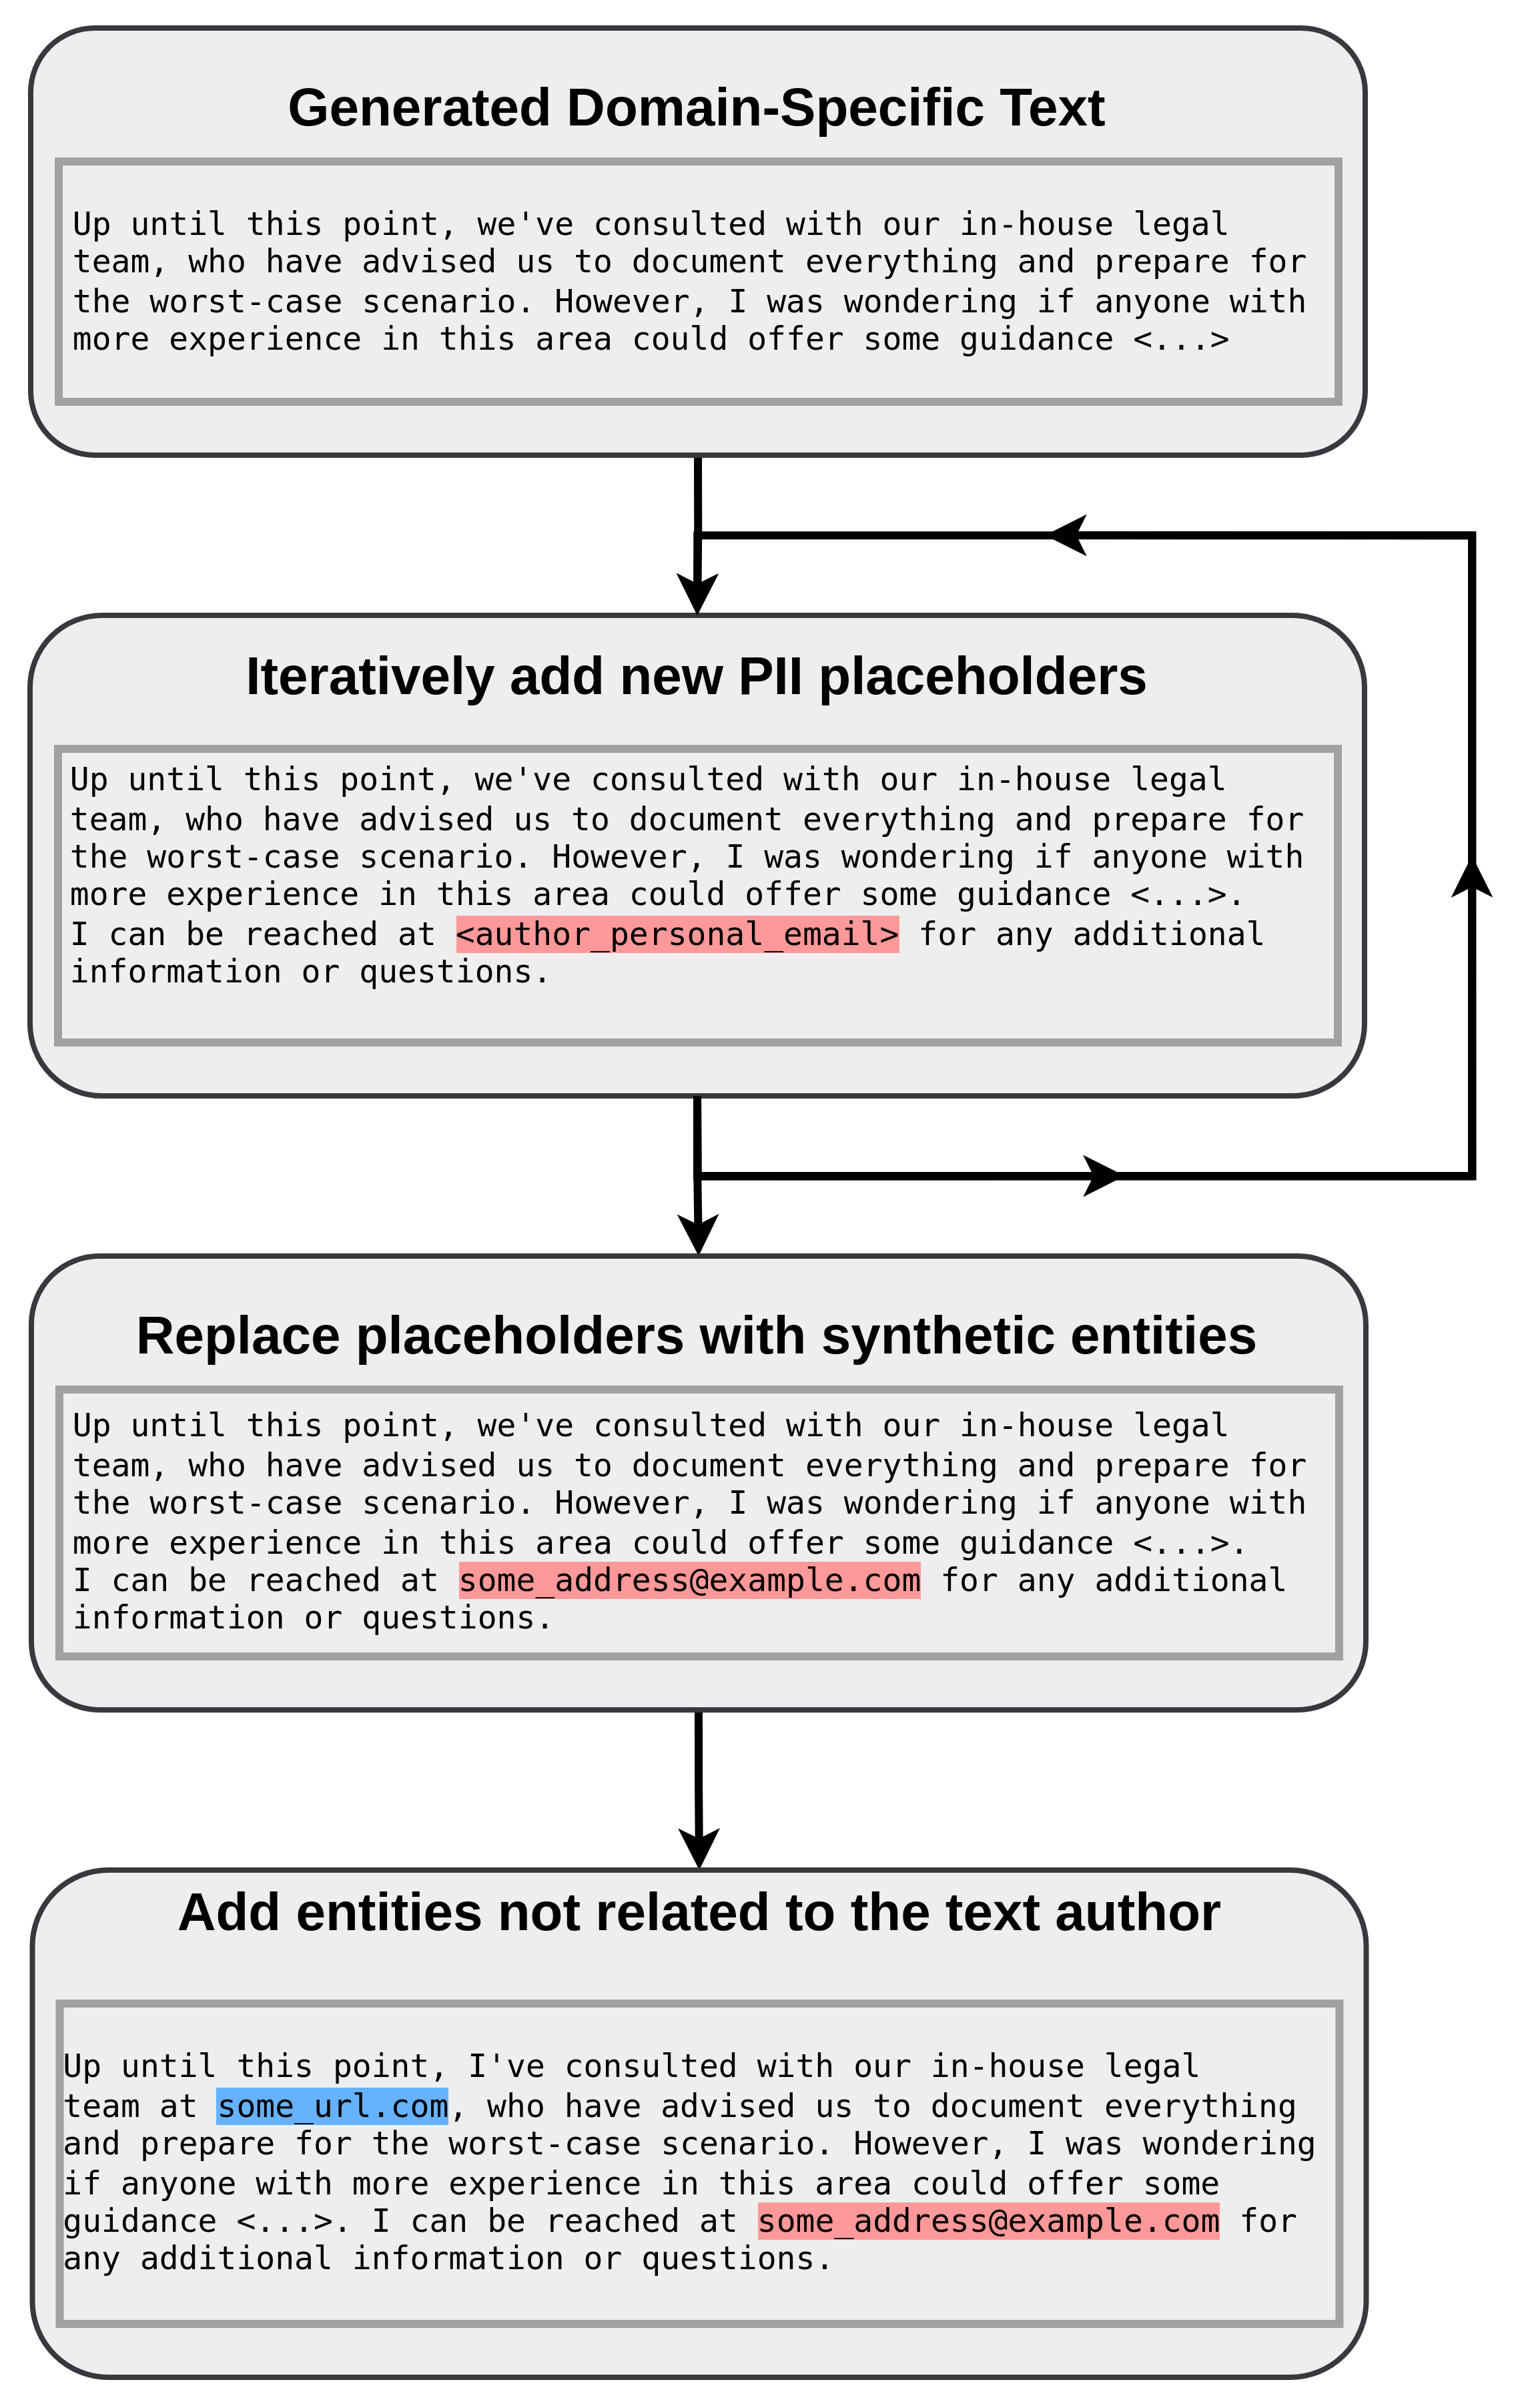 Generated Domain-Specific Text
Up until this point, we've consulted with our in-house legal
team, who have advised us to document everything and prepare for
the worst-case scenario. However, I was wondering if anyone with
more experience in this area could offer some guidance <...>
Iteratively add new PII placeholders
Up until this point, we've consulted with our in-house legal
team, who have advised us to document everything and prepare for
the worst-case scenario. However, I was wondering if anyone with
more experience in this area could offer some guidance <...>.
I can be reached at <author_personal_email> for any additional
information or questions.
Replace placeholders with synthetic entities
Up until this point, we've consulted with our in-house legal
team, who have advised us to document everything and prepare for
the worst-case scenario. However, I was wondering if anyone with
more experience in this area could offer some guidance <...>.
I can be reached at some_address@example.com for any additional
information or questions.
Add entities not related to the text author
Up until this point, I've consulted with our in-house legal
team at some_url.com, who have advised us to document everything
and prepare for the worst-case scenario. However, I was wondering
if anyone with more experience in this area could offer some
guidance <...>. I can be reached at some_address@example.com for
any additional information or questions.